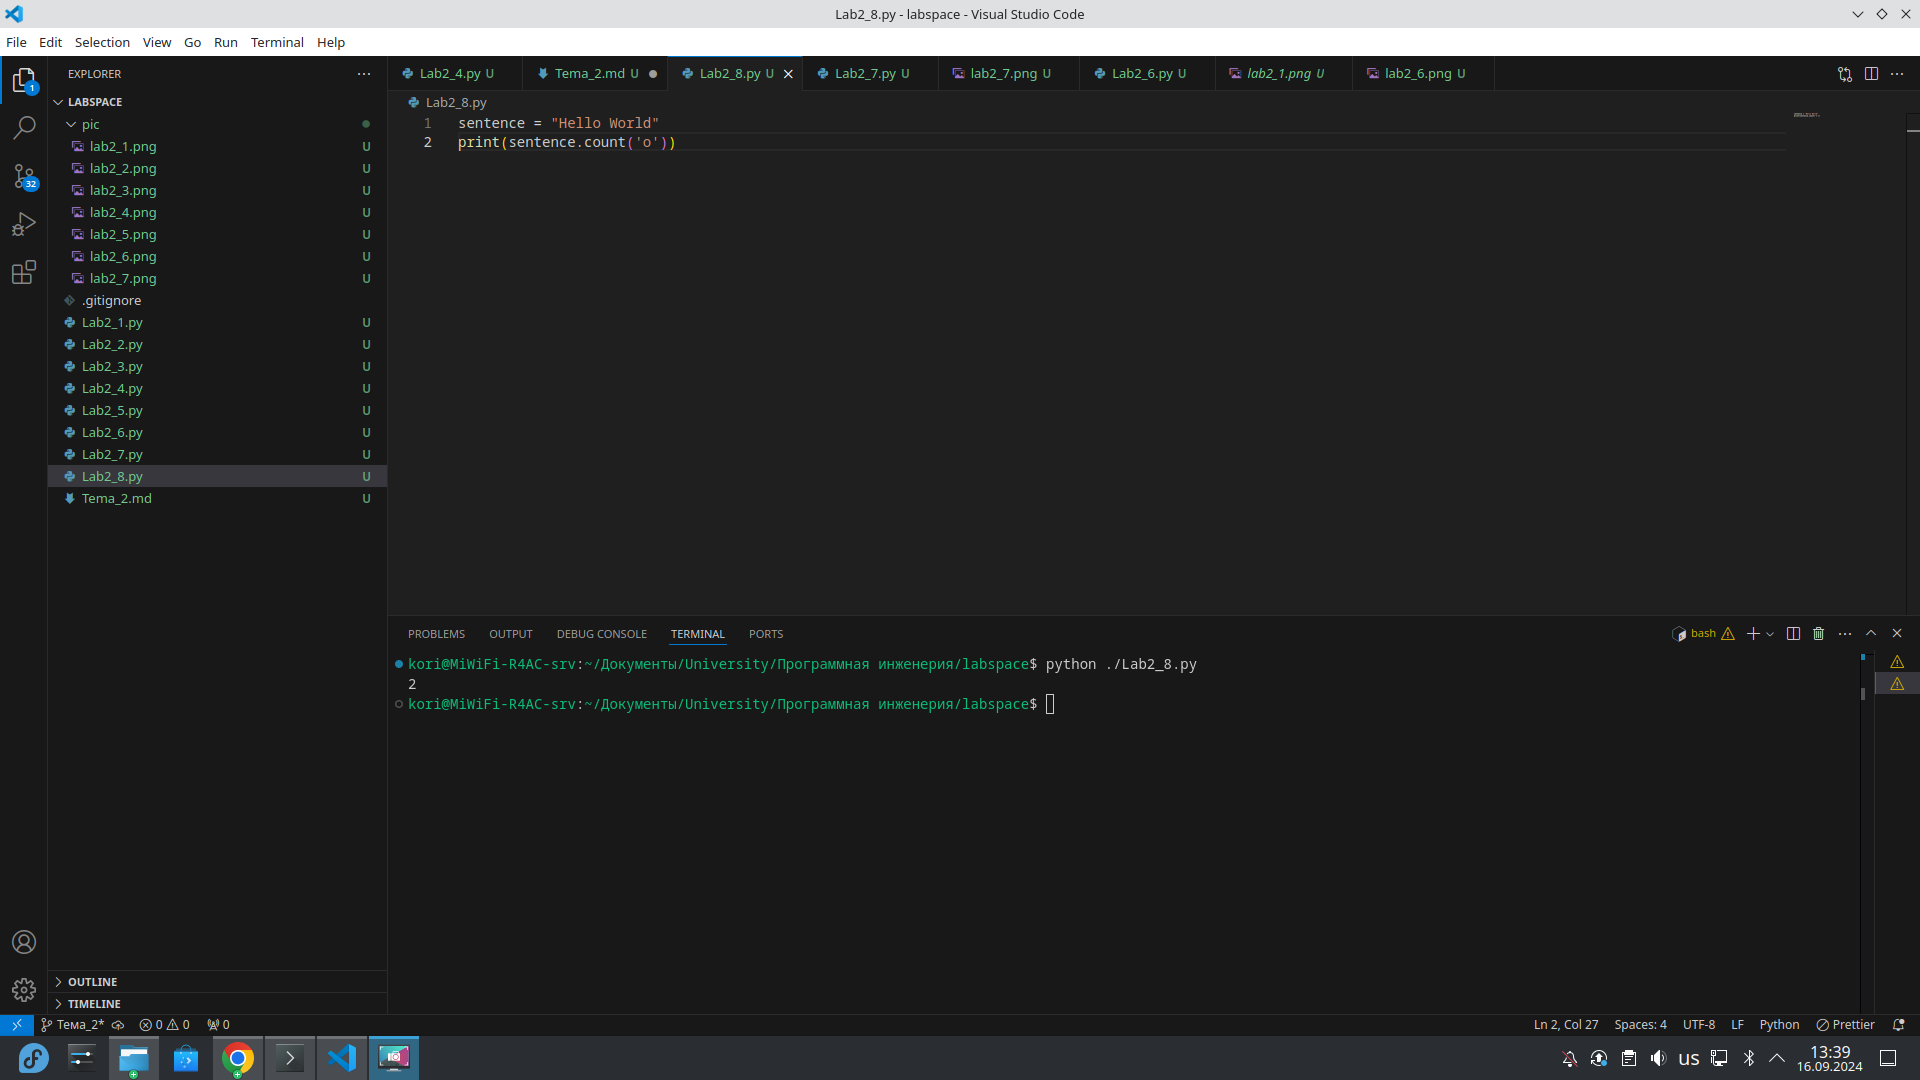 Lab2_8.py - labspace - Visual Studio Code
File Edit Selection View Go Run Terminal Help
EXPLORER
Lab2_4.py U Tema_2.md U Lab2_8.py U Lab2_7.py U lab2_7.png U Lab2_6.py U lab2_1.png U lab2_6.png U
1
LABSPACE
Lab2_8.py
pic
1 sentence = "Hello World"
2 print(sentence.count('o'))
lab2_1.png U
lab2_2.png U
32
lab2_3.png U
lab2_4.png U
lab2_5.png U
lab2_6.png U
lab2_7.png U
.gitignore
Lab2_1.py U
Lab2_2.py U
Lab2_3.py U
Lab2_4.py U
Lab2_5.py U
Lab2_6.py U
Lab2_7.py U
Lab2_8.py U
Tema_2.md U
PROBLEMS OUTPUT DEBUG CONSOLE TERMINAL PORTS
bash
kori@MiWiFi-R4AC-srv:~/Документы/University/Программная инженерия/labspace$ python ./Lab2_8.py
2
kori@MiWiFi-R4AC-srv:~/Документы/University/Программная инженерия/labspace$
OUTLINE
TIMELINE
Тема_2* 0 0 0
Ln 2, Col 27 Spaces: 4 UTF-8 LF Python Prettier
us
13:39
16.09.2024